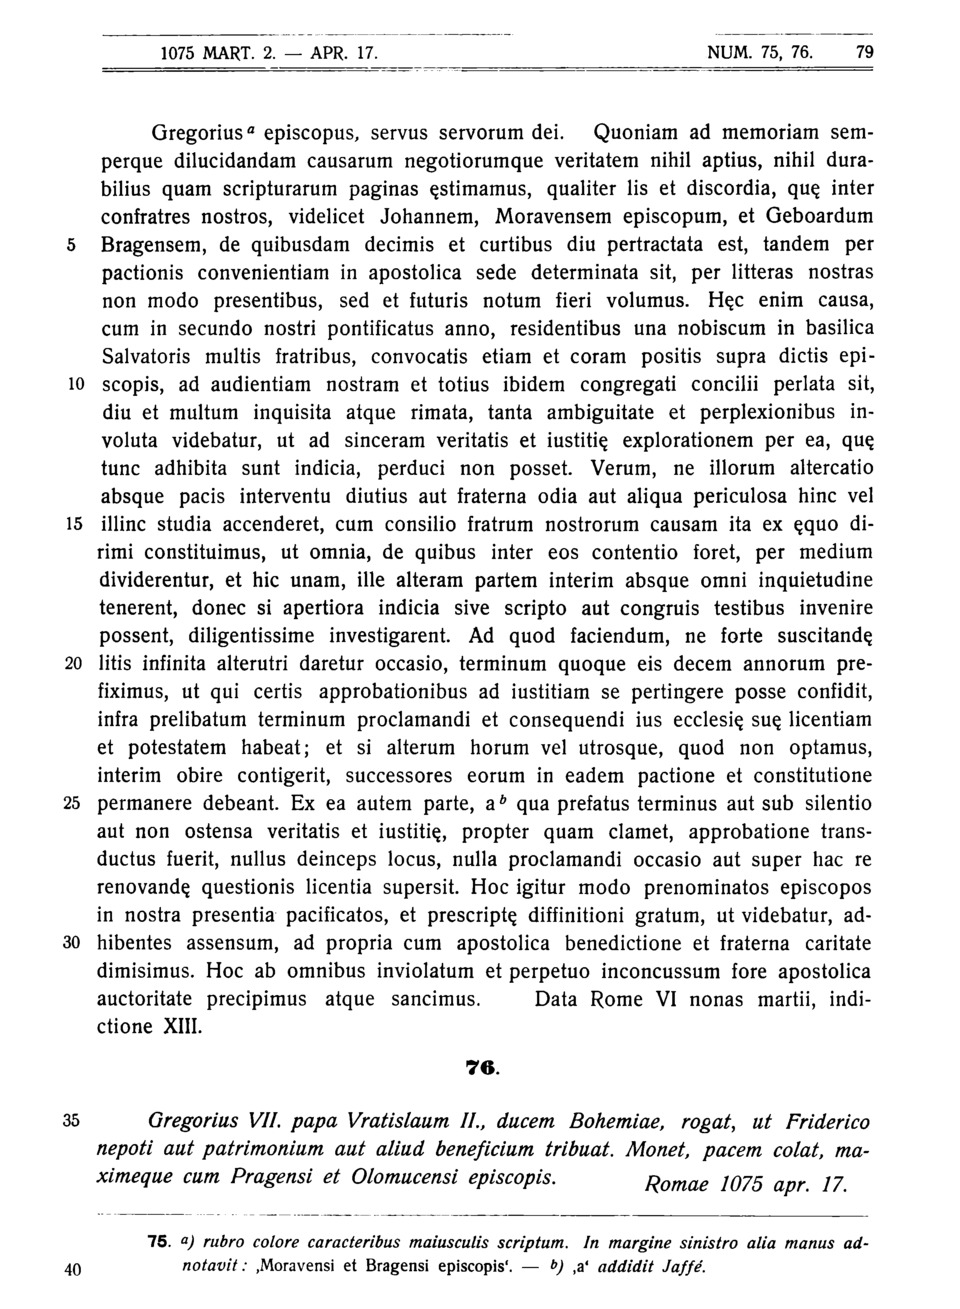 1075 MART. 2. — APR. 17. NUM. 75, 76. 79
Gregorius a episcopus, servus servorum dei. Quoniam ad memoriam sem-
perque dilucidandam causarum negotiorumque veritatem nihil aptius, nihil dura-
bilius quam scripturarum paginas ęstimamus, qualiter lis et discordia, quę inter
confratres nostros, videlicet Johannem, Moravensem episcopum, et Geboardum
5 Bragensem, de quibusdam decimis et curtibus diu pertractata est, tandem per
pactionis convenientiam in apostolica sede determinata sit, per litteras nostras
non modo presentibus, sed et futuris notum fieri volumus. Hęc enim causa,
cum in secundo nostri pontificatus anno, residentibus una nobiscum in basilica
Salvatoris multis fratribus, convocatis etiam et coram positis supra dictis epi-
10 scopis, ad audientiam nostram et totius ibidem congregati concilii perlata sit,
diu et multum inquisita atque rimata, tanta ambiguitate et perplexionibus in-
voluta videbatur, ut ad sinceram veritatis et iustitię explorationem per ea, quę
tunc adhibita sunt indicia, perduci non posset. Verum, ne illorum altercatio
absque pacis interventu diutius aut fraterna odia aut aliqua periculosa hinc vel
15 illinc studia accenderet, cum consilio fratrum nostrorum causam ita ex ęquo di-
rimi constituimus, ut omnia, de quibus inter eos contentio foret, per medium
dividerentur, et hic unam, ille alteram partem interim absque omni inquietudine
tenerent, donec si apertiora indicia sive scripto aut congruis testibus invenire
possent, diligentissime investigarent. Ad quod faciendum, ne forte suscitandę
20 litis infinita alterutri daretur occasio, terminum quoque eis decem annorum pre-
fiximus, ut qui certis approbationibus ad iustitiam se pertingere posse confidit,
infra prelibatum terminum proclamandi et consequendi ius ecclesię suę licentiam
et potestatem habeat; et si alterum horum vel utrosque, quod non optamus,
interim obire contigerit, successores eorum in eadem pactione et constitutione
25 permanere debeant. Ex ea autem parte, a b qua prefatus terminus aut sub silentio
aut non ostensa veritatis et iustitię, propter quam clamet, approbatione trans-
ductus fuerit, nullus deinceps locus, nulla proclamandi occasio aut super hac re
renovandę questionis licentia supersit. Hoc igitur modo prenominatos episcopos
in nostra presentia pacificatos, et prescriptę diffinitioni gratum, ut videbatur, ad-
30 hibentes assensum, ad propria cum apostolica benedictione et fraterna caritate
dimisimus. Hoc ab omnibus inviolatum et perpetuo inconcussum fore apostolica
auctoritate precipimus atque sancimus. Data Rome VI nonas martii, indi-
ctione XIII.
76.
35 Gregorius VII. papa Vratislaum II., ducem Bohemiae, rogat, ut Friderico
nepoti aut patrimonium aut aliud beneficium tribuat. Monet, pacem colat, ma-
ximeque cum Pragensi et Olomucensi episcopis. Romae 1075 apr. 17.
75. a) rubro colore caracteribus maiusculis scriptum. In margine sinistro alia manus ad-
40 notavit: ‚Moravensi et Bragensi episcopis‘. — b) ‚a‘ addidit Jaffé.